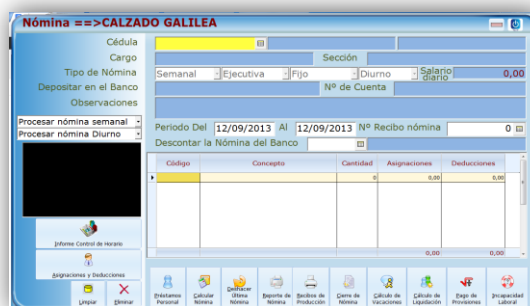 Nómina ==>CALZADO GALILEA
Cédula
Cargo
Sección
Tipo de Nómina
Semanal
Ejecutiva
Fijo
Diurno
Salario diario
0,00
Depositar en el Banco
Nº de Cuenta
Observaciones
Procesar nómina semanal
Procesar nómina Diurno
Periodo Del 12/09/2013 Al 12/09/2013 Nº Recibo nómina 0
Descontar la Nómina del Banco
Código Concepto Cantidad Asignaciones Deducciones
0 0,00 0,00
0,00 0,00
Informe Control de Horario
Asignaciones y Deducciones
Limpiar Eliminar
Préstamos Personal
Calcular Nómina
Deshacer Última Nómina
Reporte de Nómina
Recibos de Producción
Cierre de Nómina
Cálculo de Vacaciones
Cálculo de Liquidación
Pago de Provisiones
Incapacidad Laboral